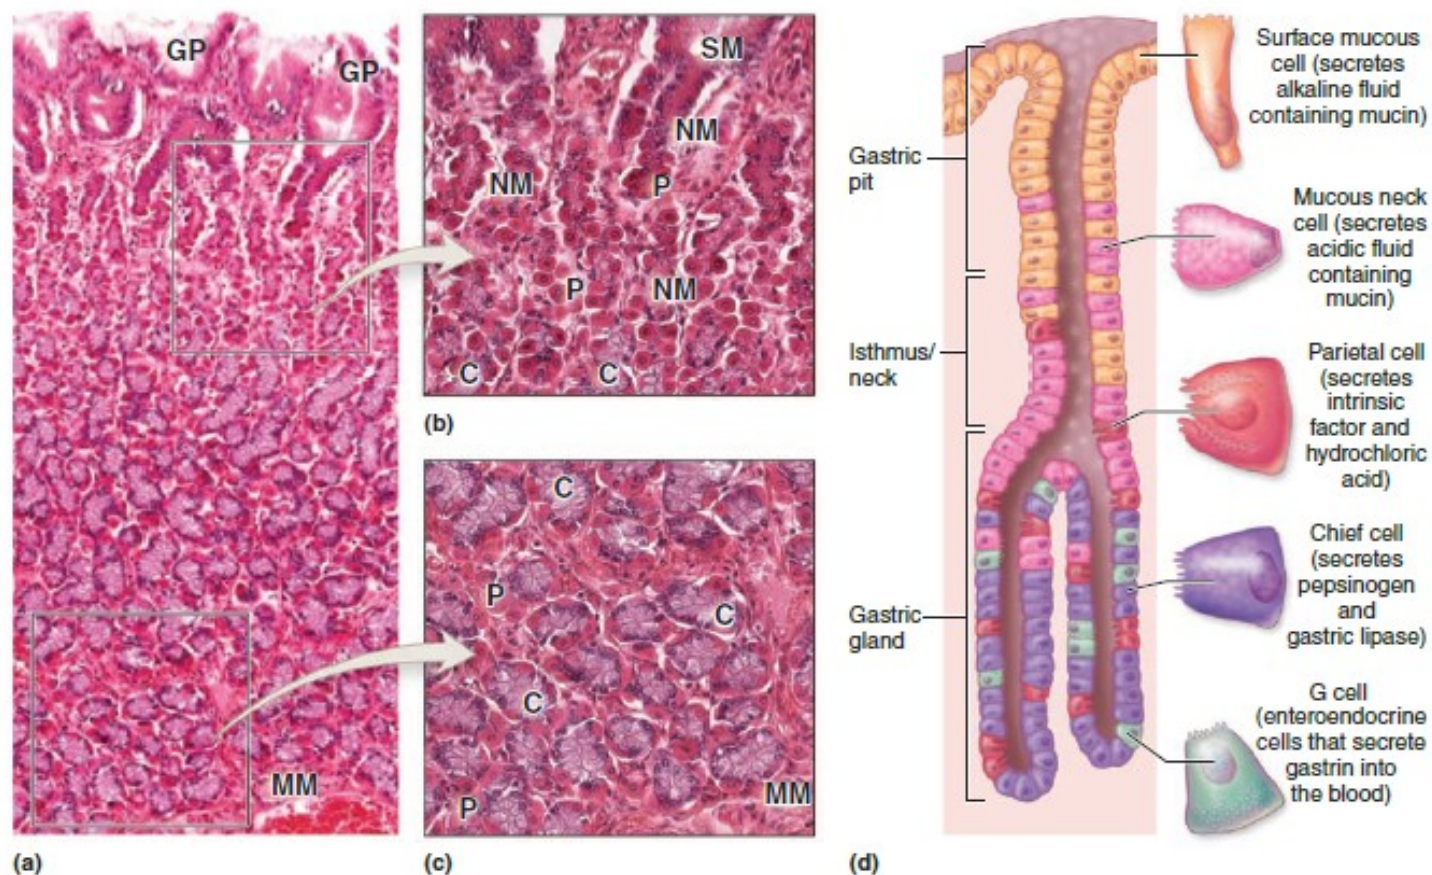 GP
GP
MM
(a)
SM
NM
NM
P
P
NM
C
C
(b)
C
P
C
C
P
MM
(c)
Gastric
pit
Isthmus/
neck
Gastric
gland
Surface mucous
cell (secretes
alkaline fluid
containing mucin)
Mucous neck
cell (secretes
acidic fluid
containing
mucin)
Parietal cell
(secretes
intrinsic
factor and
hydrochloric
acid)
Chief cell
(secretes
pepsinogen
and
gastric lipase)
G cell
(enteroendocrine
cells that secrete
gastrin into
the blood)
(d)